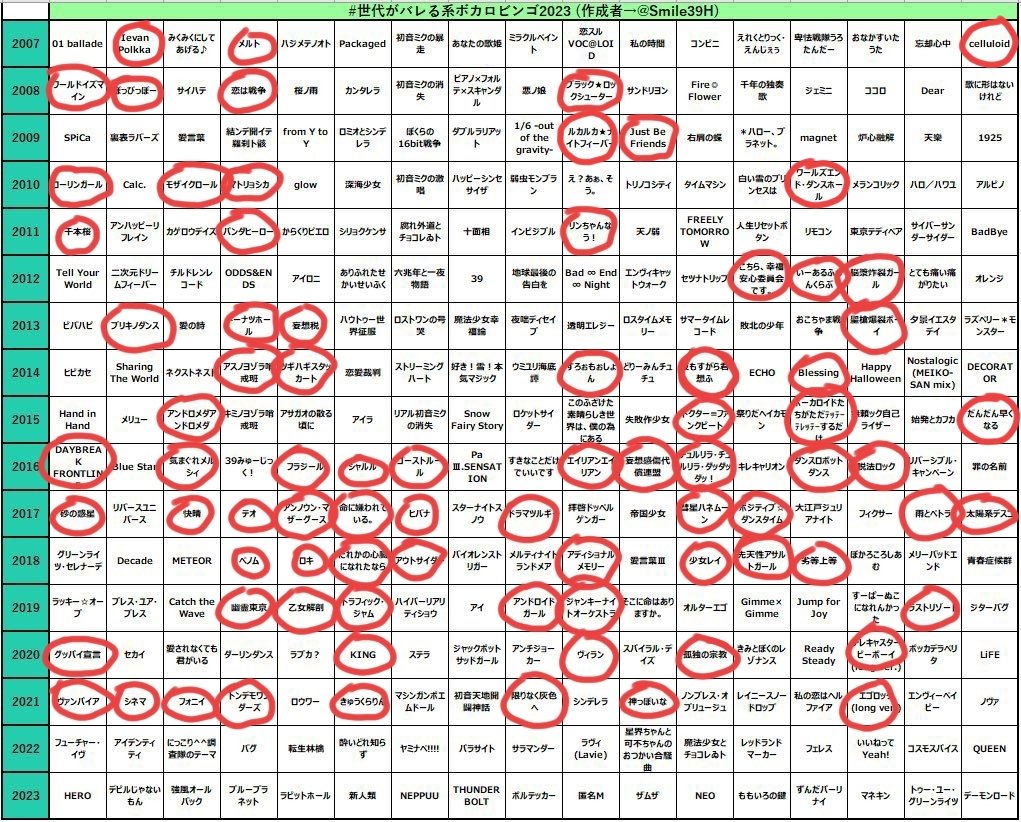 #世代がバレる系ボカロビンゴ2023 (作成者→@Smile39H)
2007 01 ballade Ievan Polkka みくみくにしてあげる♪ メルト ハジメテノオト Packaged 初音ミクの暴走 あなたの歌姫 ミラクルペイント 恋スルVOC@LOID 私の時間 コンビニ えれくとりっく・えんじぇぅ 卑怯戦隊うろたんだー おなかすいたうた 忘却心中 celluloid
2008 ワールドイズマイン ぽっぴっぽー サイハテ 恋は戦争 桜ノ雨 カンタレラ 初音ミクの消失 ピアノ×フォルテ×スキャンダル 悪ノ娘 ブラック★ロックシューター サンドリヨン Fire◎Flower 千年の独奏歌 ジェミニ ココロ Dear 歌に形はないけれど
2009 SPiCa 裏表ラバーズ 愛言葉 結ンデ開イテ羅刹ト骸 from Y to Y ロミオとシンデレラ ぼくらの16bit戦争 ダブルラリアット 1/6 -out of the gravity- ルカルカ★ナイトフィーバー Just Be Friends 右肩の蝶 ＊ハロー、プラネット。 magnet 炉心融解 天樂 1925
2010 ローリンガール Calc. モザイクロール マトリョシカ glow 深海少女 初音ミクの激唱 ハッピーシンセサイザ 弱虫モンブラン え？あぁ、そう。 トリノコシティ タイムマシン 白い雪のプリンセスは ワールズエンド・ダンスホール メランコリック ハロ／ハワユ アルビノ
2011 千本桜 アンハッピーリフレイン カゲロウデイズ パンダヒーロー からくりピエロ シリョクケンサ 腐れ外道とチョコレゐト 十面相 インビジブル リンちゃんなう！ 天ノ弱 FREELY TOMORROW 人生リセットボタン リモコン 東京テディベア サイバーサンダーサイダー BadBye
2012 Tell Your World 二次元ドリームフィーバー チルドレンレコード ODDS&ENDS アイロニ ありふれたせかいせいふく 六兆年と一夜物語 39 地球最後の告白を Bad ∞ End ∞ Night エンヴィキャットウォーク セツナトリップ こちら、幸福安心委員会です。 いーあるふぁんくらぶ 脳漿炸裂ガール とても痛い痛がりたい オレンジ
2013 ビバハピ ブリキノダンス 愛の詩 ドーナツホール 妄想税 ハウトゥー世界征服 ロストワンの号哭 魔法少女幸福論 夜咄ディセイブ 透明エレジー ロスタイムメモリー サマータイムレコード 敗北の少年 おこちゃま戦争 聖槍爆裂ボーイ 夕景イエスタデイ ラズベリー＊モンスター
2014 ヒビカセ Sharing The World ネクストネスト アスノヨゾラ哨戒班 ツギハギスタッカート 恋愛裁判 ストリーミングハート 好き！雪！本気マジック ウミユリ海底譚 すろぉもぉしょん どりーみんチュチュ 夜もすがら君想ふ ECHO Blessing Happy Halloween Nostalogic (MEIKO-SAN mix) DECORATOR
2015 Hand in Hand メリュー アンドロメダアンドロメダ キミノヨゾラ哨戒班 アサガオの散る頃に アイラ リアル初音ミクの消失 Snow Fairy Story ロケットサイダー このふざけた素晴らしき世界は、僕の為にある 失敗作少女 ドクター＝ファンクビート 祭りだヘイカモン ボーカロイドたちがただテッテーテレッテーするだけ 無頼ック自己ライザー 始発とカフカ だんだん早くなる
2016 DAYBREAK FRONTLINE Blue Star 気まぐれメルシィ 39みゅーじっく！ フラジール シャルル ゴーストルール Pa III.SENSATION すきなことだけでいいです エイリアンエイリアン 妄想感傷代償連盟 チュルリラ・チュルリラ・ダッダッダ！ キレキャリオン ダンスロボットダンス 脱法ロック リバーシブル・キャンペーン 罪の名前
2017 砂の惑星 リバースユニバース 快晴 テオ アンノウン・マザーグース 命に嫌われている。 ヒバナ スターナイトスノウ ドラマツルギー 拝啓ドッペルゲンガー 帝国少女 彗星ハネムーン ポジティブ☆ダンスタイム 大江戸ジュリアナイト フィクサー 雨とペトラ 太陽系デスコ
2018 グリーンライツ・セレナーデ Decade METEOR ベノム ロキ だれかの心臓になれたなら アウトサイダー バイオレンストリガー メルティナイトランドメア アディショナルメモリー 愛言葉Ⅲ 少女レイ 先天性アサルトガール 劣等上等 ぽかころしあむ メリーバッドエンド 青春症候群
2019 ラッキー☆オーブ ブレス・ユア・ブレス Catch the Wave 幽霊東京 乙女解剖 トラフィック・ジャム ハイパーリアリティショウ アイ アンドロイドガール ジャンキーナイトオーケストラ そこに命はありますか。 オルターエゴ Gimme×Gimme Jump for Joy すーぱーぬこになれんかった ラストリゾート ジターバグ
2020 グッバイ宣言 セカイ 愛されなくても君がいる ダーリンダンス ラブカ？ KING ステラ ジャックポットサッドガール アンチジョーカー ヴィラン スパイラル・デイズ 孤独の宗教 きみとぼくのレゾナンス Ready Steady テレキャスタービーボーイ (long ver.) ボッカデラベリタ LiFE
2021 ヴァンパイア シネマ フォニイ トンデモワンダーズ ロウワー きゅうくらりん マシンガンポエムドール 初音天地開闢神話 限りなく灰色へ シンデレラ 神っぽいな ノンブレス・オブリージュ レイニースノードロップ 私の恋はヘルファイア エゴロック (long ver.) エンヴィーベイビー ノヴァ
2022 フューチャー・イヴ アイデンティティ にっこり^^調査隊のテーマ バグ 転生林檎 酔いどれ知らず ヤミナベ!!!! パラサイト サラマンダー ラヴィ(Lavie) 星界ちゃんと可不ちゃんのおつかい合騒曲 魔法少女とチョコレゐト レッドランドマーカー フェレス いいねってYeah! コスモスパイス QUEEN
2023 HERO デビルじゃないもん 強風オールバック ブループラネット ラビットホール 新人類 NEPPUU THUNDERBOLT ボルテッカー 匿名M ザムザ NEO ももいろの鍵 ずんだパーリナイ マネキン トゥー・ユー・グリーンライツ デーモンロード